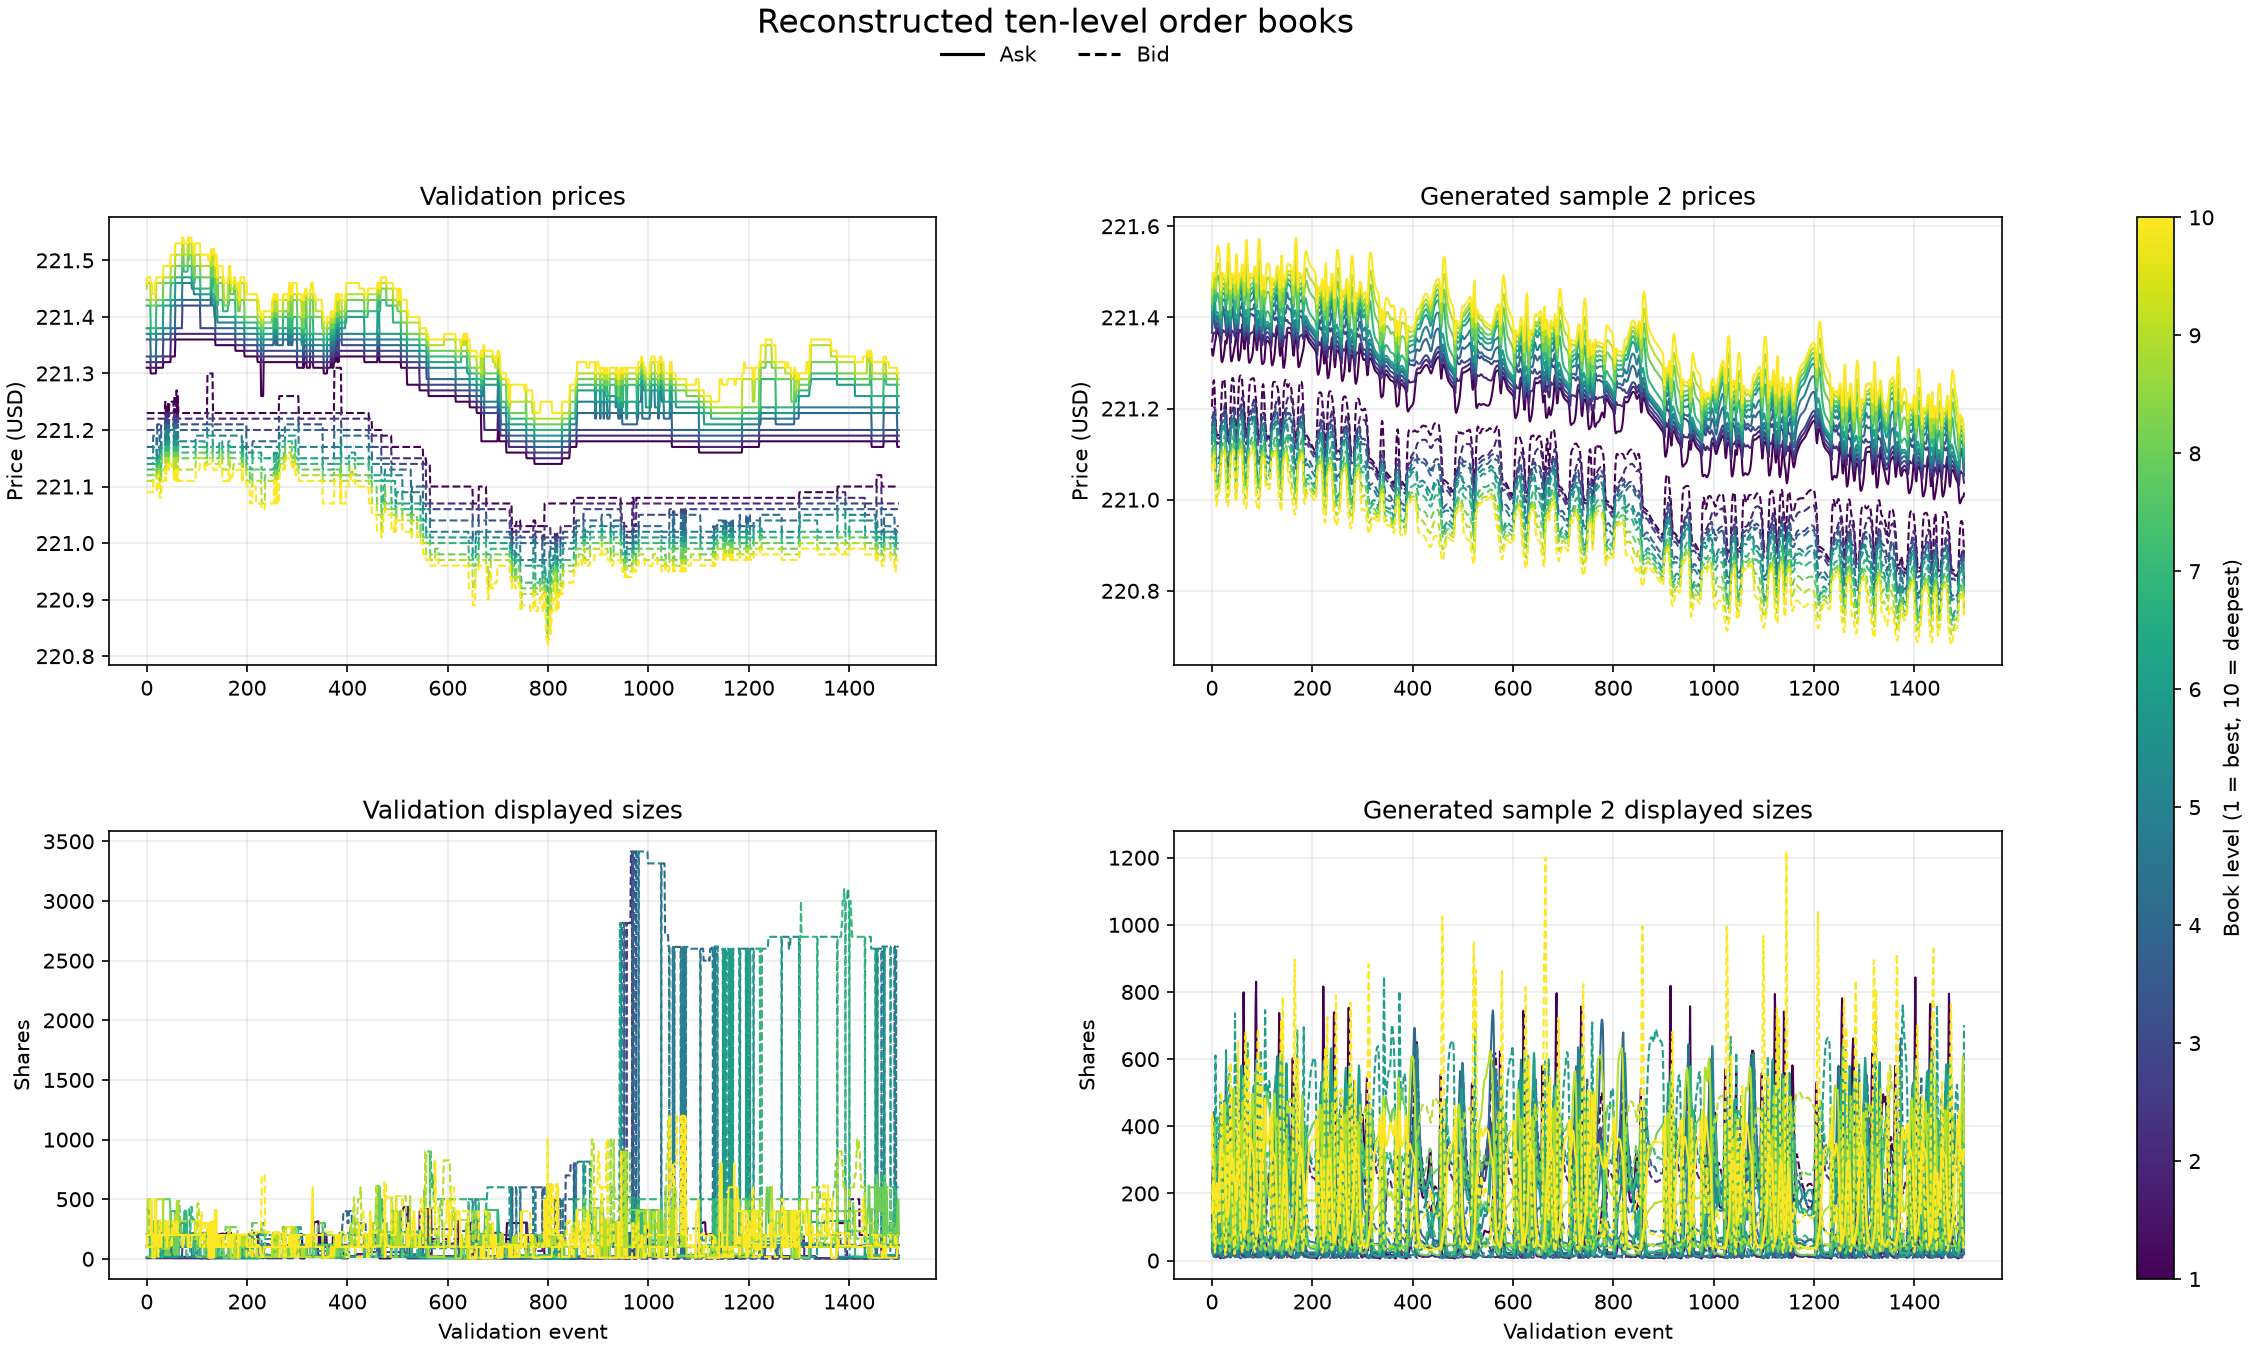 Reconstructed ten-level order books
Ask Bid
Validation prices
Price (USD)
221.5
221.4
221.3
221.2
221.1
221.0
220.9
220.8
0 200 400 600 800 1000 1200 1400
Generated sample 2 prices
Price (USD)
221.6
221.4
221.2
221.0
220.8
0 200 400 600 800 1000 1200 1400
Validation displayed sizes
Shares
3500
3000
2500
2000
1500
1000
500
0
0 200 400 600 800 1000 1200 1400
Validation event
Generated sample 2 displayed sizes
Shares
1200
1000
800
600
400
200
0
0 200 400 600 800 1000 1200 1400
Validation event
10
9
8
7
6
5
4
3
2
1
Book level (1 = best, 10 = deepest)